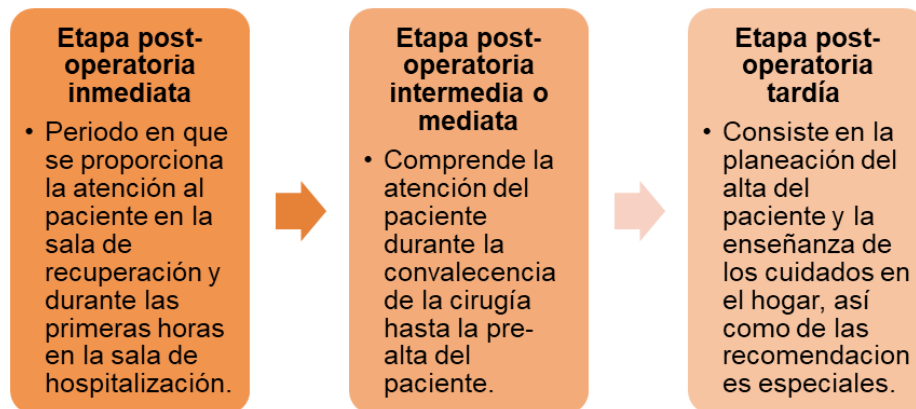 Etapa post-
operatoria
inmediata
• Periodo en que
se proporciona
la atención al
paciente en la
sala de
recuperación y
durante las
primeras horas
en la sala de
hospitalización.
Etapa post-
operatoria
intermedia o
mediata
• Comprende la
atención del
paciente
durante la
convalecencia
de la cirugía
hasta la pre-
alta del
paciente.
Etapa post-
operatoria
tardía
• Consiste en la
planeación del
alta del
paciente y la
enseñanza de
los cuidados en
el hogar, así
como de las
recomendacion
es especiales.